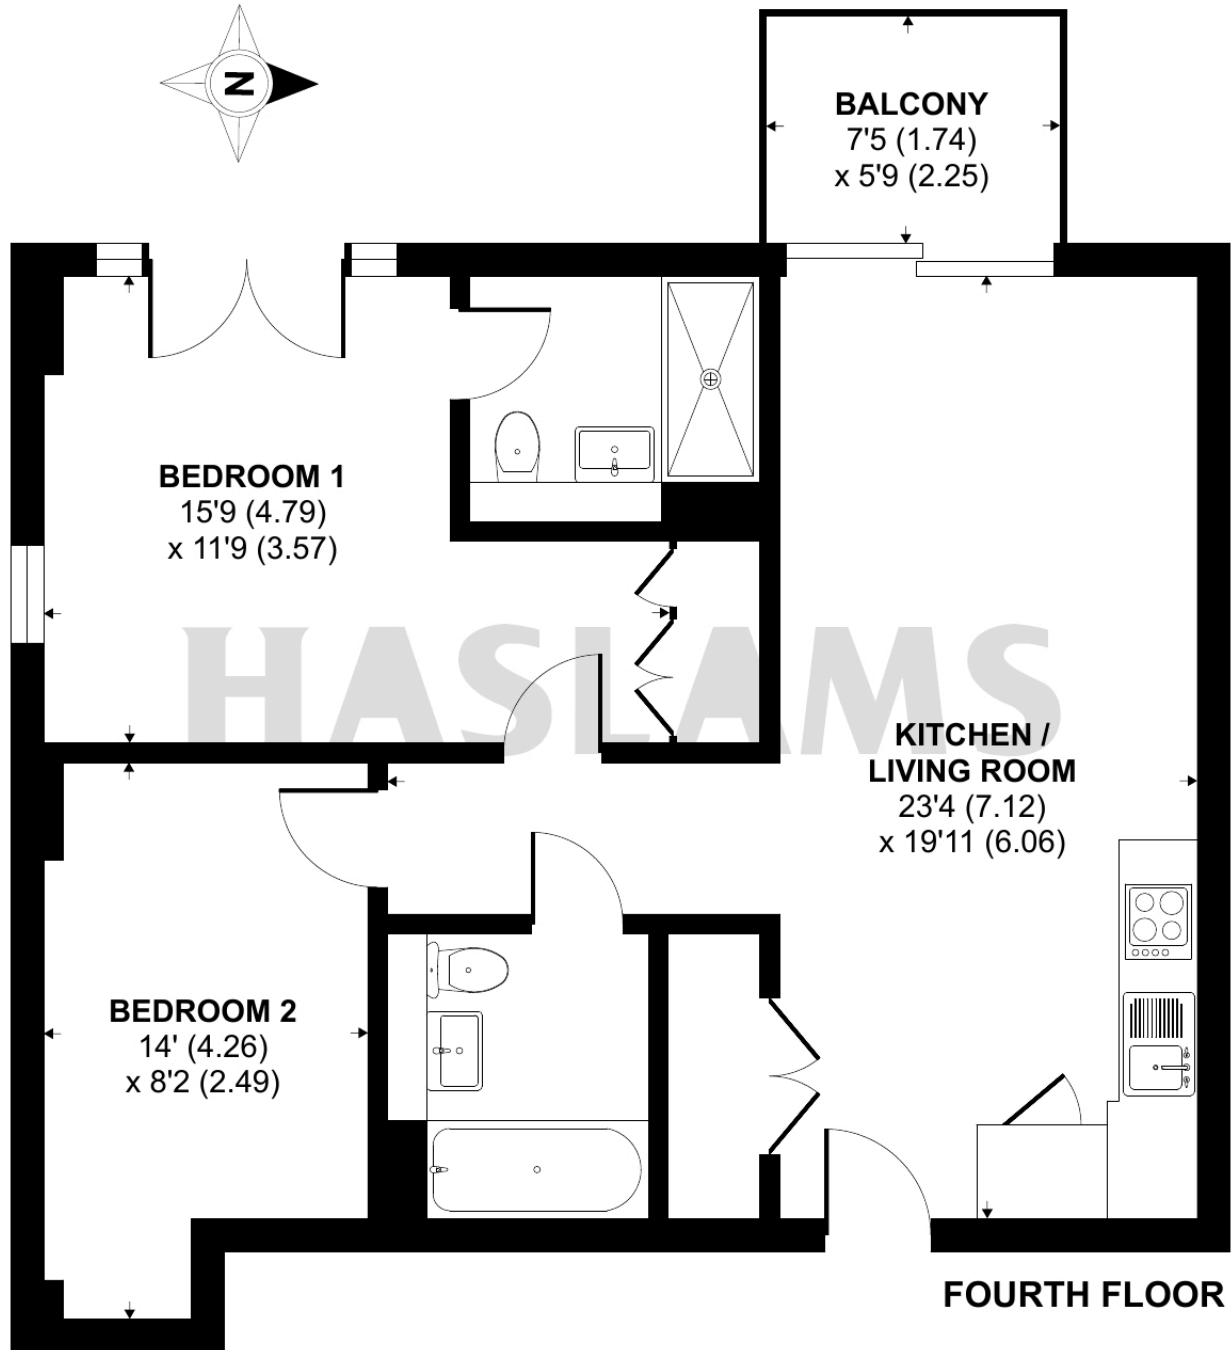 N
BALCONY
7'5 (1.74)
x 5'9 (2.25)
BEDROOM 1
15'9 (4.79)
x 11'9 (3.57)
HASLAMS
KITCHEN /
LIVING ROOM
23'4 (7.12)
x 19'11 (6.06)
BEDROOM 2
14' (4.26)
x 8'2 (2.49)
FOURTH FLOOR